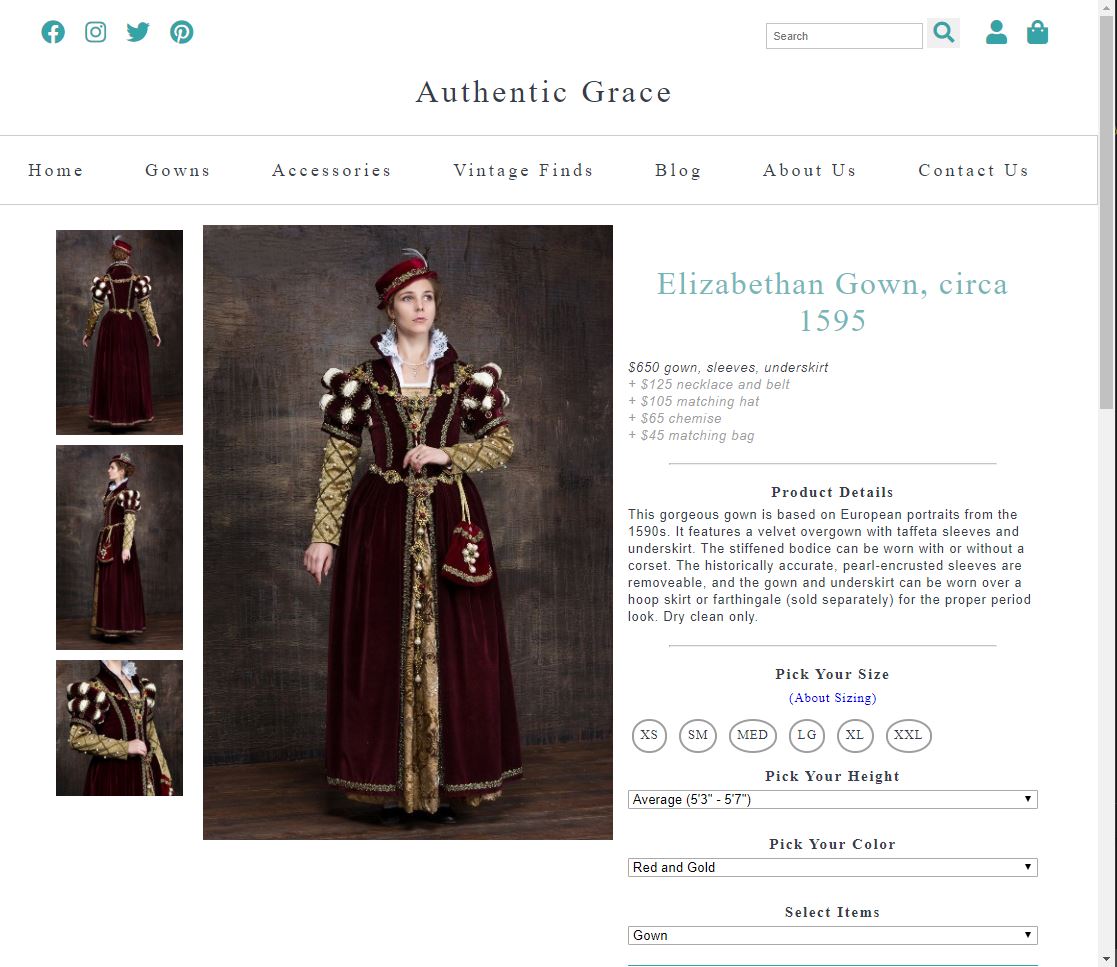 Search
Authentic Grace
Home Gowns Accessories Vintage Finds Blog About Us Contact Us
Elizabethan Gown, circa
1595
$650 gown, sleeves, underskirt
+ $125 necklace and belt
+ $105 matching hat
+ $65 chemise
+ $45 matching bag
Product Details
This gorgeous gown is based on European portraits from the
1590s. It features a velvet overgown with taffeta sleeves and
underskirt. The stiffened bodice can be worn with or without a
corset. The historically accurate, pearl-encrusted sleeves are
removeable, and the gown and underskirt can be worn over a
hoop skirt or farthingale (sold separately) for the proper period
look. Dry clean only.
Pick Your Size
(About Sizing)
XS SM MED LG XL XXL
Pick Your Height
Average (5'3" - 5'7")
Pick Your Color
Red and Gold
Select Items
Gown